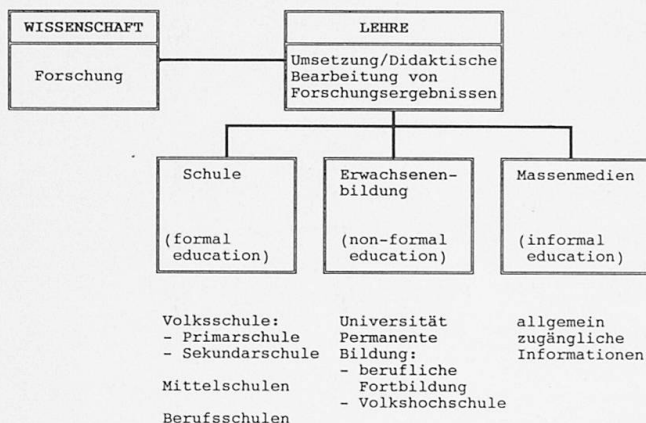 WISSENSCHAFT
Forschung
LEHRE
Umsetzung/Didaktische
Bearbeitung von
Forschungsergebnissen
Schule
(formal
education)
Erwachsenen-
bildung
(non-formal
education)
Massenmedien
(informal
education)
Volksschule:
- Primarschule
- Sekundarschule
Mittelschulen
Berufsschulen
Universität
Permanente
Bildung:
- berufliche
Fortbildung
- Volkshochschule
allgemein
zugängliche
Informationen